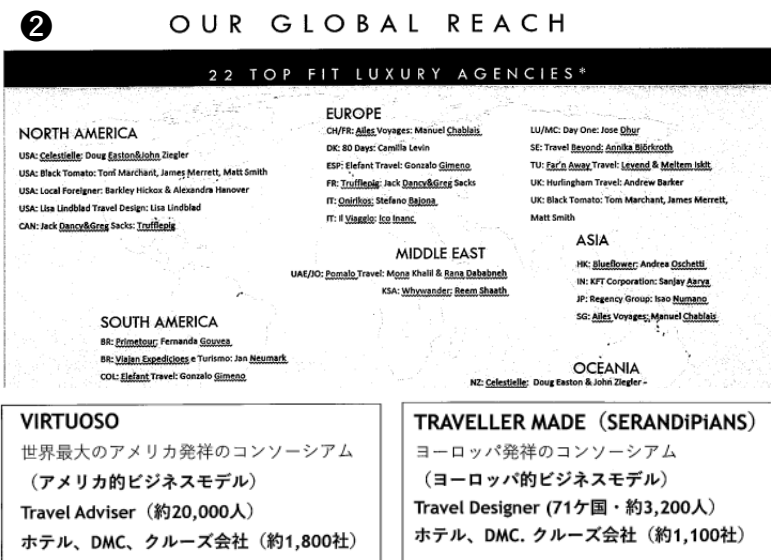 ❷
OUR GLOBAL REACH
22 TOP FIT LUXURY AGENCIES*
NORTH AMERICA
USA: Celestielle: Doug Easton&John Ziegler
USA: Black Tomato: Tom Marchant, James Merrett, Matt Smith
USA: Local Foreigner: Barkley Hickox & Alexandra Hanover
USA: Lisa Lindblad Travel Design: Lisa Lindblad
CAN: Jack Dancy&Greg Sacks: Trufflepig
EUROPE
CH/FR: Ailes Voyages: Manuel Chablais
DK: 80 Days: Camilla Levin
ESP: Elefant Travel: Gonzalo Gimeno
FR: Trufflepig: Jack Dancy&Greg Sacks
IT: Onirikos: Stefano Bajona
IT: Il Viaggio: Ico Inanc
LU/MC: Day One: Jose Dhur
SE: Travel Beyond: Annika Björkroth
TU: Far'n Away Travel: Levend & Meltem Iskit
UK: Hurlingham Travel: Andrew Barker
UK: Black Tomato: Tom Marchant, James Merrett,
Matt Smith
MIDDLE EAST
UAE/JO: Pomalo Travel: Mona Khalil & Rana Dababneh
KSA: Whywander: Reem Shaath
ASIA
HK: Blueflower: Andrea Oschetti
IN: KFT Corporation: Sanjay Aarya
JP: Regency Group: Isao Numano
SG: Ailes Voyages: Manuel Chablais
SOUTH AMERICA
BR: Primetour: Fernanda Gouvea
BR: Viajan Expediçioes e Turismo: Jan Neumark
COL: Elefant Travel: Gonzalo Gimeno
OCEANIA
NZ: Celestielle: Doug Easton & John Ziegler
VIRTUOSO
世界最大のアメリカ発祥のコンソーシアム
（アメリカ的ビジネスモデル）
Travel Adviser（約20,000人）
ホテル、DMC、クルーズ会社（約1,800社）
TRAVELLER MADE（SERANDiPiANS）
ヨーロッパ発祥のコンソーシアム
（ヨーロッパ的ビジネスモデル）
Travel Designer (71ケ国・約3,200人）
ホテル、DMC. クルーズ会社（約1,100社）